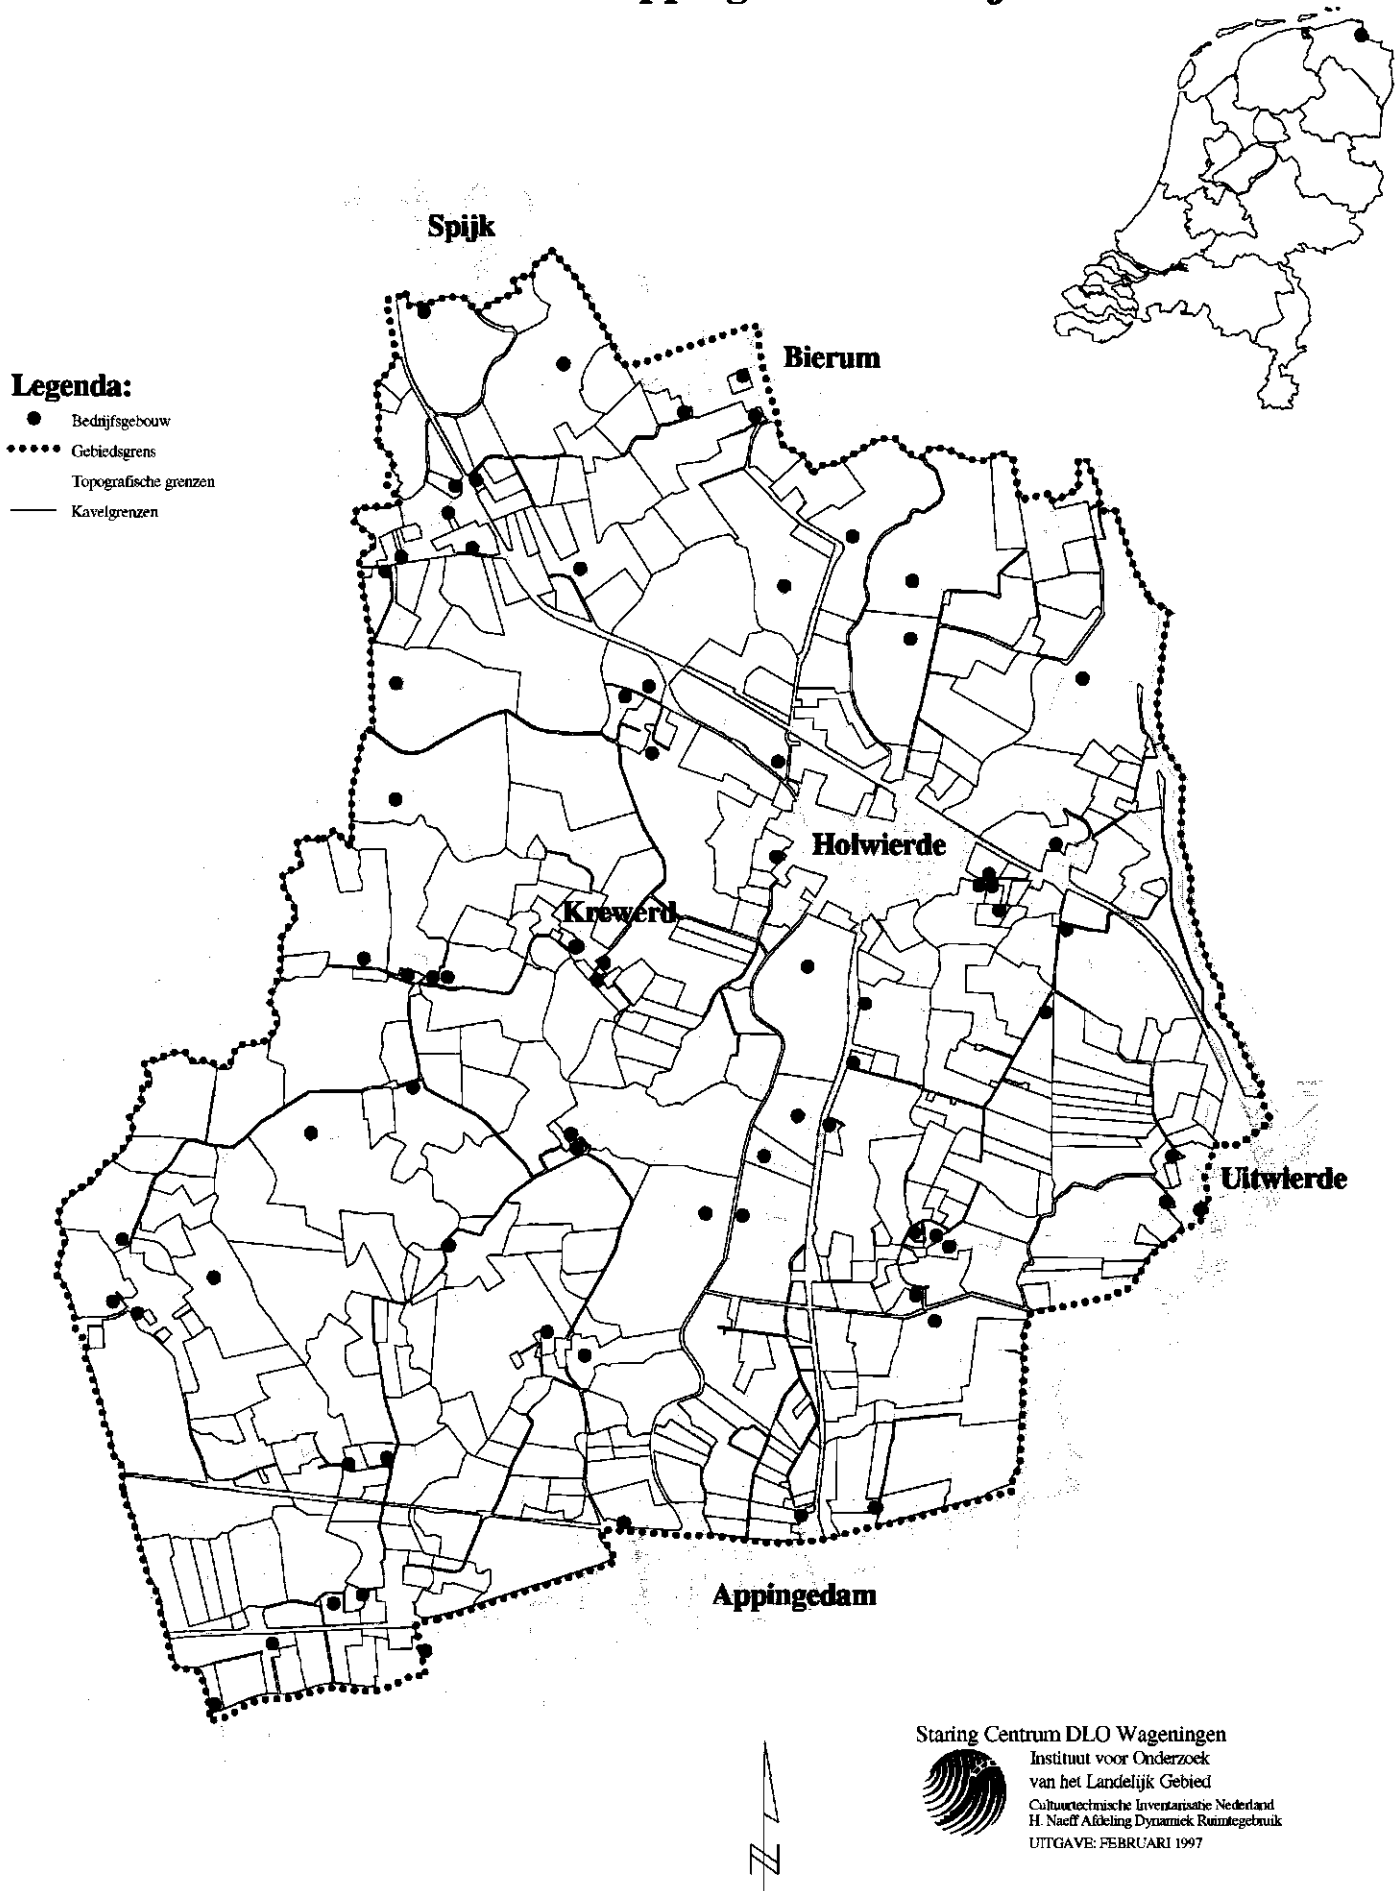 Spijk
Bierum
Legenda:
Bedrijfsgebouw
Gebiedsgrens
Topografische grenzen
Kavelgrenzen
Holwierde
Krewerd
Uitwierde
Appingedam
Staring Centrum DLO Wageningen
Instituut voor Onderzoek
van het Landelijk Gebied
Cultuurtechnische Inventarisatie Nederland
H. Naeff Afdeling Dynamiek Ruimtegebruik
UITGAVE: FEBRUARI 1997
N